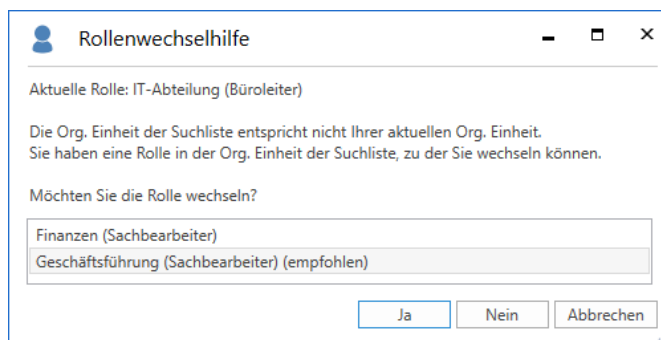 Rollenwechselhilfe
Aktuelle Rolle: IT-Abteilung (Büroleiter)
Die Org. Einheit der Suchliste entspricht nicht Ihrer aktuellen Org. Einheit.
Sie haben eine Rolle in der Org. Einheit der Suchliste, zu der Sie wechseln können.
Möchten Sie die Rolle wechseln?
Finanzen (Sachbearbeiter)
Geschäftsführung (Sachbearbeiter) (empfohlen)
Ja Nein Abbrechen